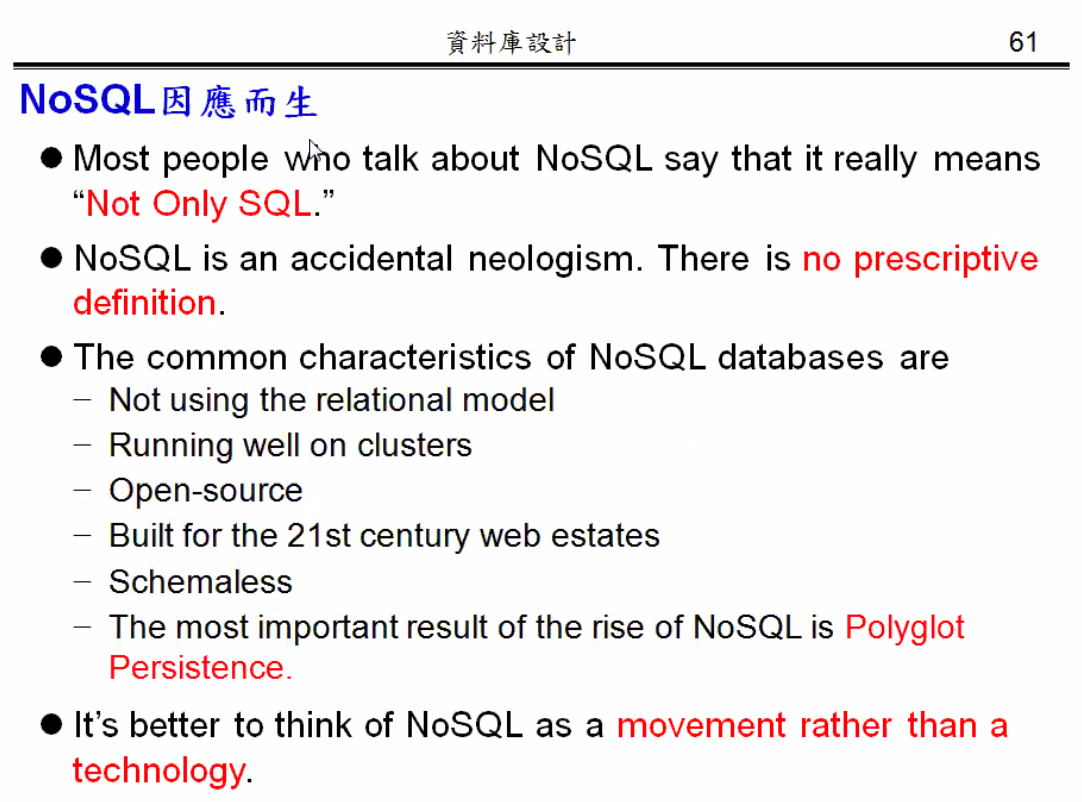 資料庫設計
61
NoSQL因應而生
● Most people who talk about NoSQL say that it really means
“Not Only SQL.”
● NoSQL is an accidental neologism. There is no prescriptive
definition.
● The common characteristics of NoSQL databases are
– Not using the relational model
– Running well on clusters
– Open-source
– Built for the 21st century web estates
– Schemaless
– The most important result of the rise of NoSQL is Polyglot
Persistence.
● It’s better to think of NoSQL as a movement rather than a
technology.